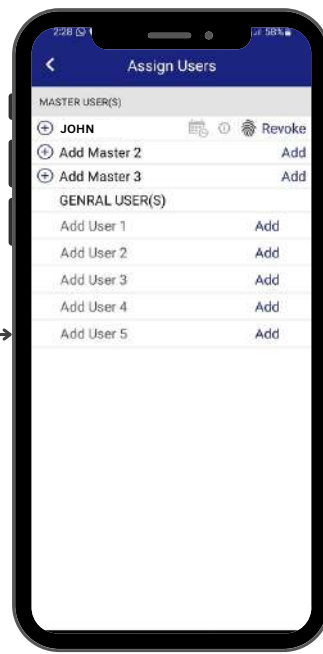 2:28 58%
Assign Users
MASTER USER(S)
JOHN Revoke
Add Master 2 Add
Add Master 3 Add
GENRAL USER(S)
Add User 1 Add
Add User 2 Add
Add User 3 Add
Add User 4 Add
Add User 5 Add